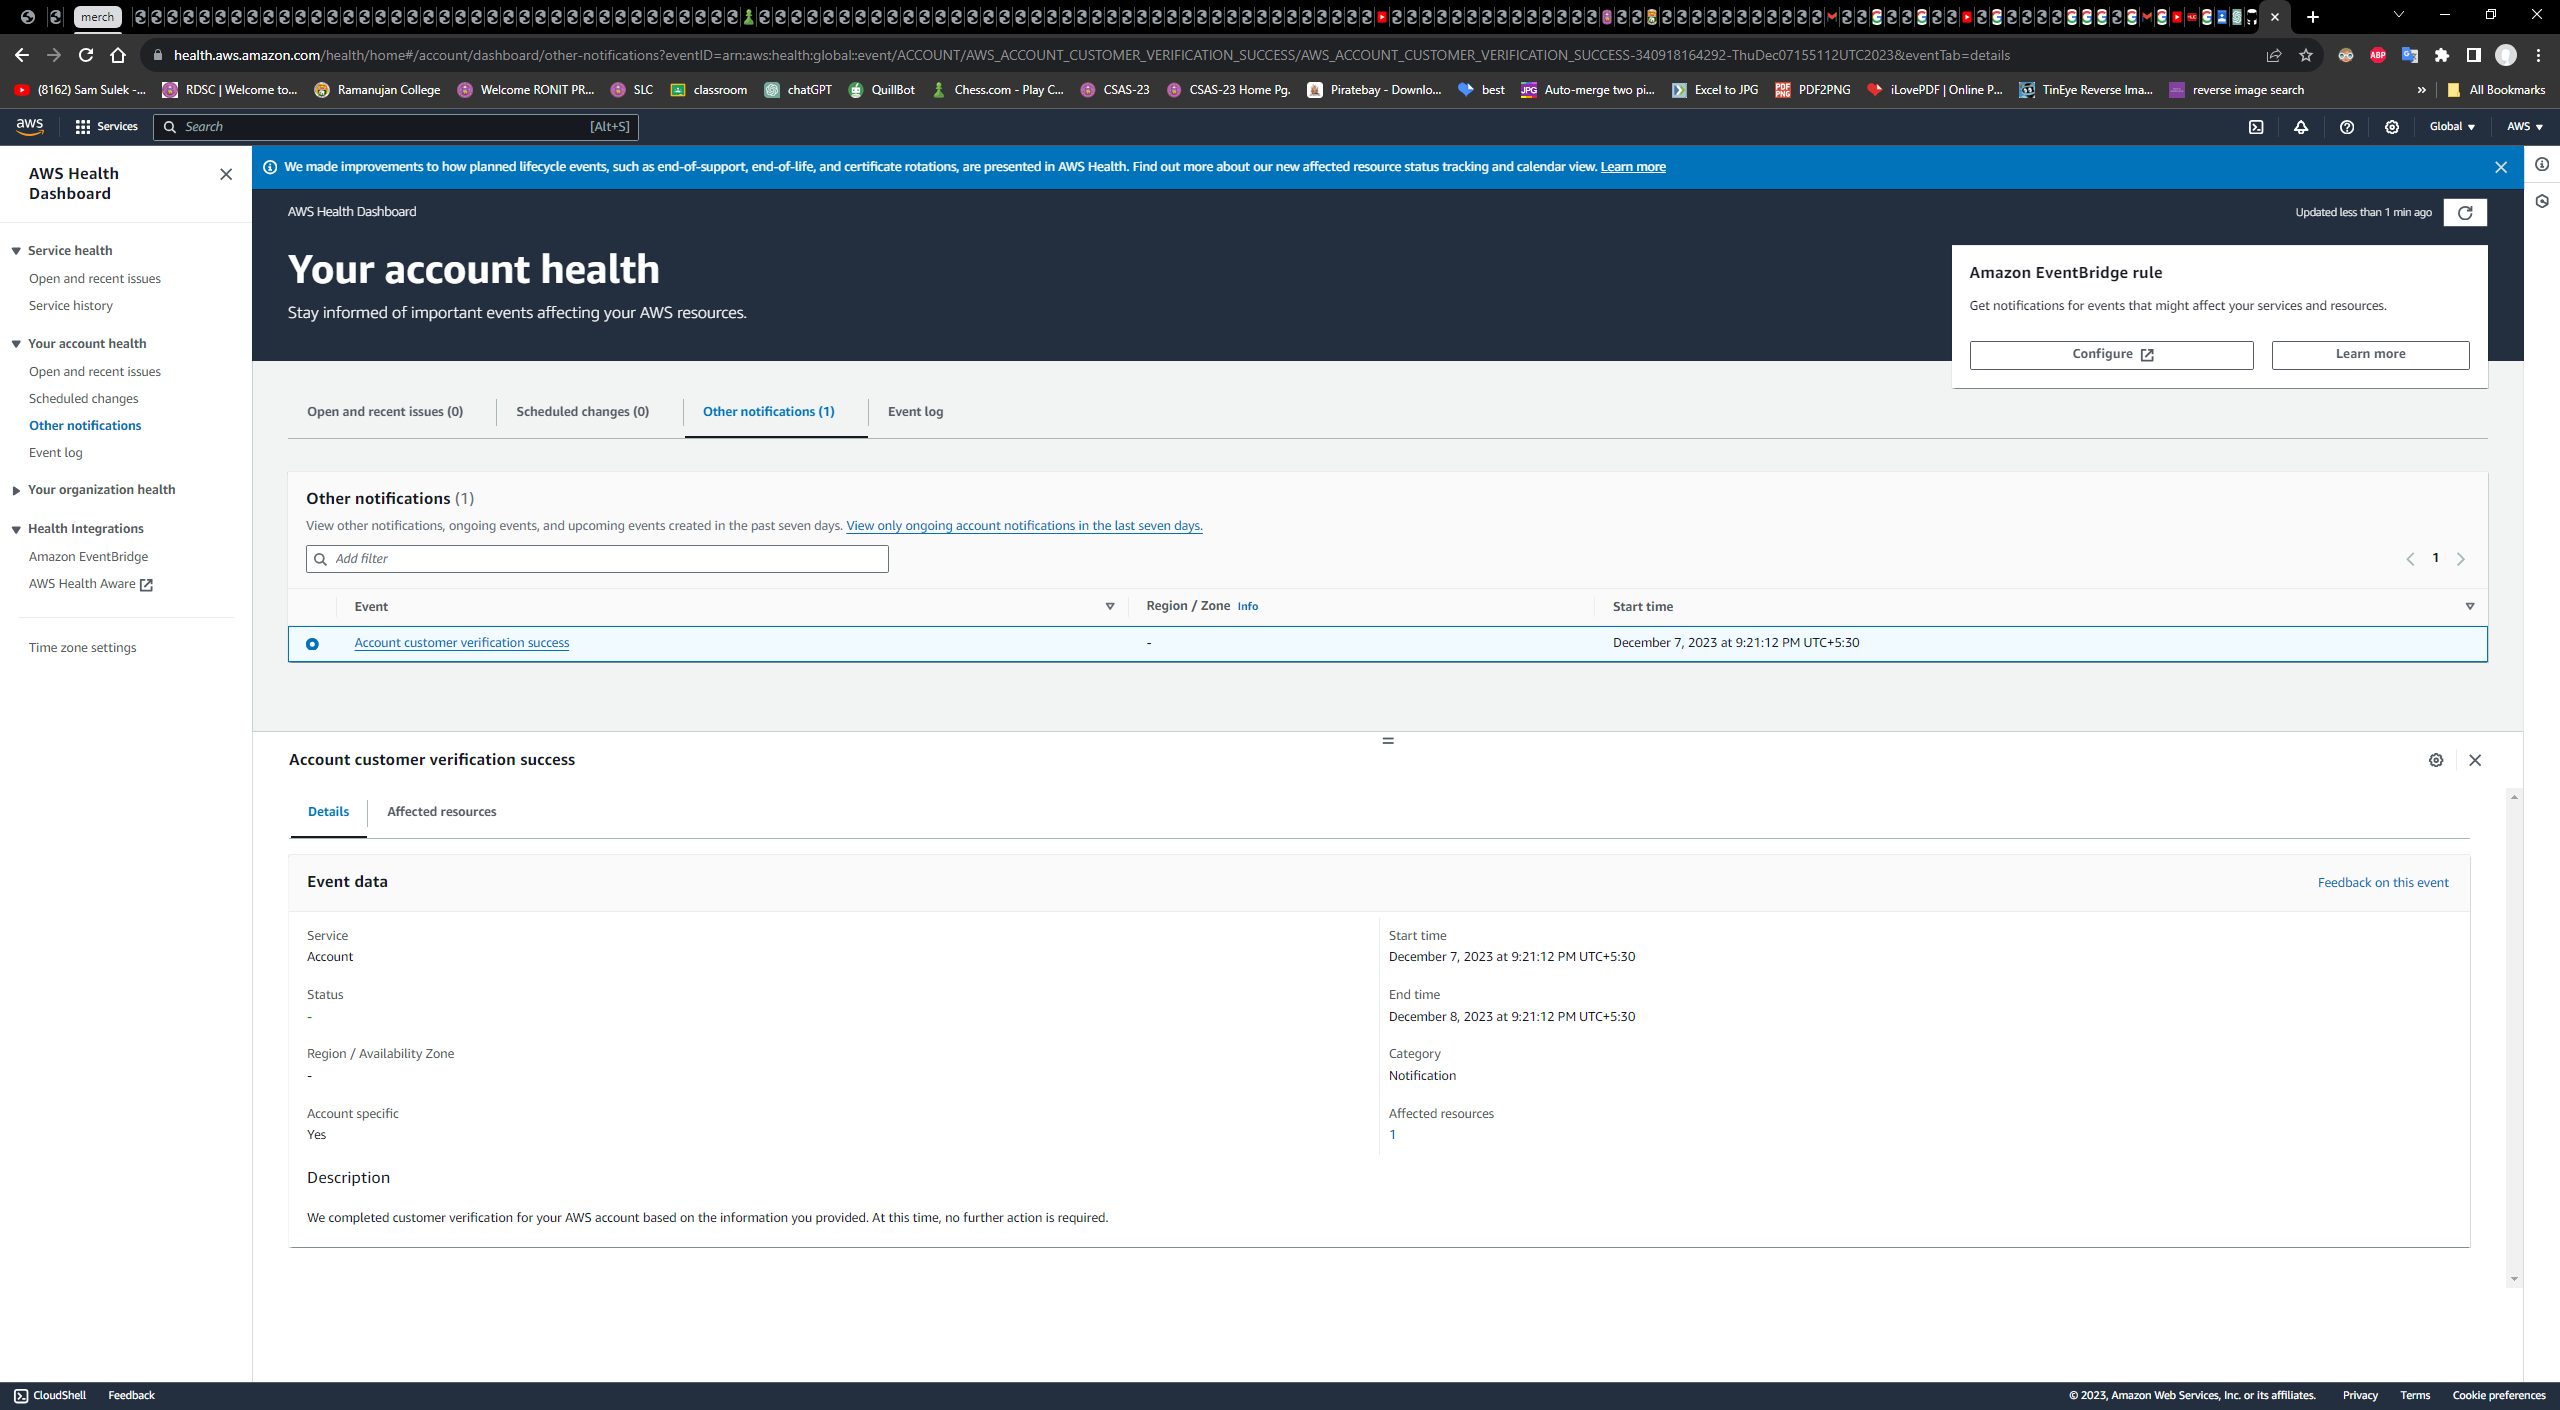 merch
health.aws.amazon.com/health/home#/account/dashboard/other-notifications?eventID=arn:aws:health:global::event/ACCOUNT/AWS_ACCOUNT_CUSTOMER_VERIFICATION_SUCCESS/AWS_ACCOUNT_CUSTOMER_VERIFICATION_SUCCESS-340918164292-ThuDec07155112UTC2023&eventTab=details
(8162) Sam Sulek -... RDSC | Welcome to... Ramanujan College Welcome RONIT PR... SLC classroom chatGPT QuillBot Chess.com - Play C... CSAS-23 CSAS-23 Home Pg. Piratebay - Downlo... best Auto-merge two pi... Excel to JPG PDF2PNG iLovePDF | Online P... TinEye Reverse Ima... reverse image search » All Bookmarks
aws Services Search [Alt+S] Global AWS
AWS Health Dashboard
Service health
Open and recent issues
Service history
Your account health
Open and recent issues
Scheduled changes
Other notifications
Event log
Your organization health
Health Integrations
Amazon EventBridge
AWS Health Aware
Time zone settings
We made improvements to how planned lifecycle events, such as end-of-support, end-of-life, and certificate rotations, are presented in AWS Health. Find out more about our new affected resource status tracking and calendar view. Learn more
AWS Health Dashboard
Updated less than 1 min ago
Your account health
Stay informed of important events affecting your AWS resources.
Amazon EventBridge rule
Get notifications for events that might affect your services and resources.
Configure Learn more
Open and recent issues (0) Scheduled changes (0) Other notifications (1) Event log
Other notifications (1)
View other notifications, ongoing events, and upcoming events created in the past seven days. View only ongoing account notifications in the last seven days.
Add filter
1
Event Region / Zone Info Start time
Account customer verification success - December 7, 2023 at 9:21:12 PM UTC+5:30
Account customer verification success
Details Affected resources
Event data
Feedback on this event
Service
Account
Status
-
Region / Availability Zone
-
Account specific
Yes
Start time
December 7, 2023 at 9:21:12 PM UTC+5:30
End time
December 8, 2023 at 9:21:12 PM UTC+5:30
Category
Notification
Affected resources
1
Description
We completed customer verification for your AWS account based on the information you provided. At this time, no further action is required.
CloudShell Feedback © 2023, Amazon Web Services, Inc. or its affiliates. Privacy Terms Cookie preferences